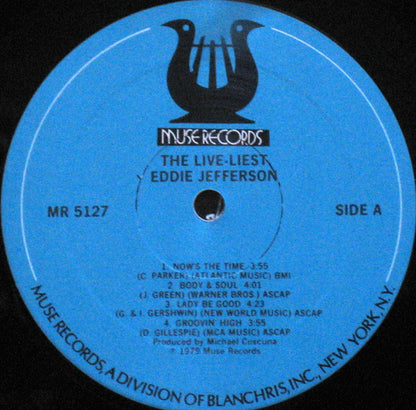 MUSE RECORDS
THE LIVE-LIEST
EDDIE JEFFERSON
MR 5127
SIDE A
1. NOW'S THE TIME 3:55
(C. PARKER) (ATLANTIC MUSIC) BMI
2. BODY & SOUL 4:01
(J. GREEN) (WARNER BROS.) ASCAP
3. LADY BE GOOD 4:23
(G. & I. GERSHWIN) (NEW WORLD MUSIC) ASCAP
4. GROOVIN' HIGH 3:55
(D. GILLESPIE) (MCA MUSIC) ASCAP
Produced by Michael Cuscuna
℗ 1979 Muse Records
MUSE RECORDS, A DIVISION OF BLANCHRIS, INC., NEW YORK, N.Y.